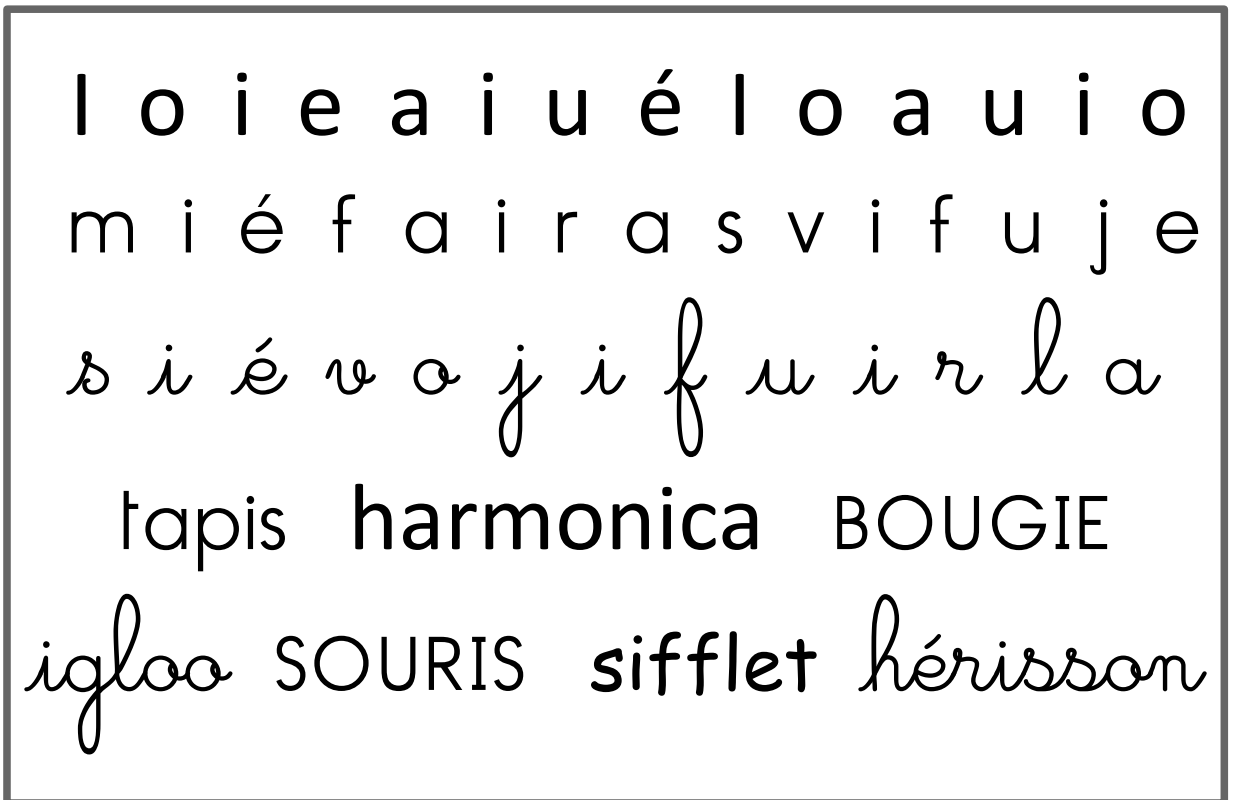 l o i e a i u é l o a u i o
m i é f a i r a s v i f u j e
s i é v o j i f u i r l a
tapis harmonica BOUGIE
igloo SOURIS sifflet hérisson